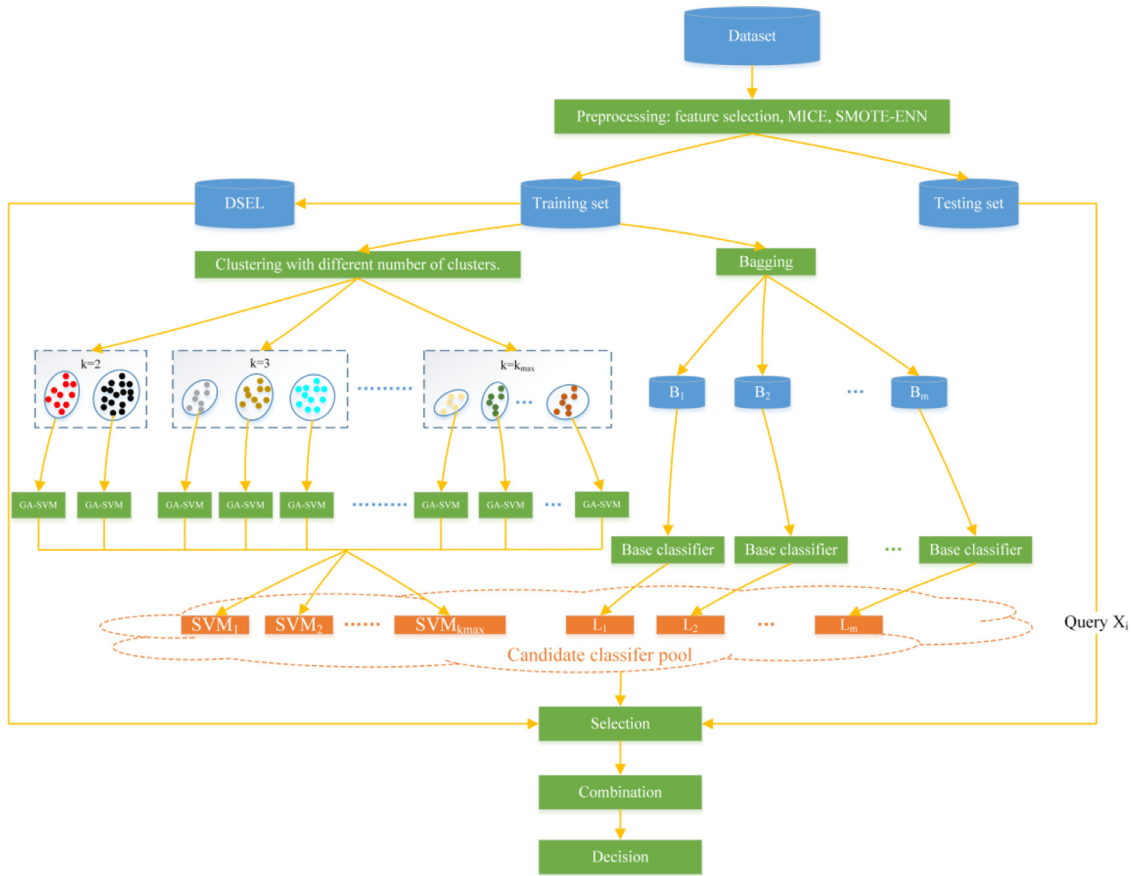 Dataset
Preprocessing: feature selection, MICE, SMOTE-ENN
DSEL
Training set
Testing set
Clustering with different number of clusters.
Bagging
k=2
k=3
k=kmax
B1
B2
...
Bm
...
GA-SVM
GA-SVM
GA-SVM
GA-SVM
GA-SVM
GA-SVM
GA-SVM
...
GA-SVM
Base classifier
Base classifier
...
Base classifier
SVM1
SVM2
......
SVMkmax
L1
L2
...
Lm
Query Xi
Candidate classifer pool
Selection
Combination
Decision